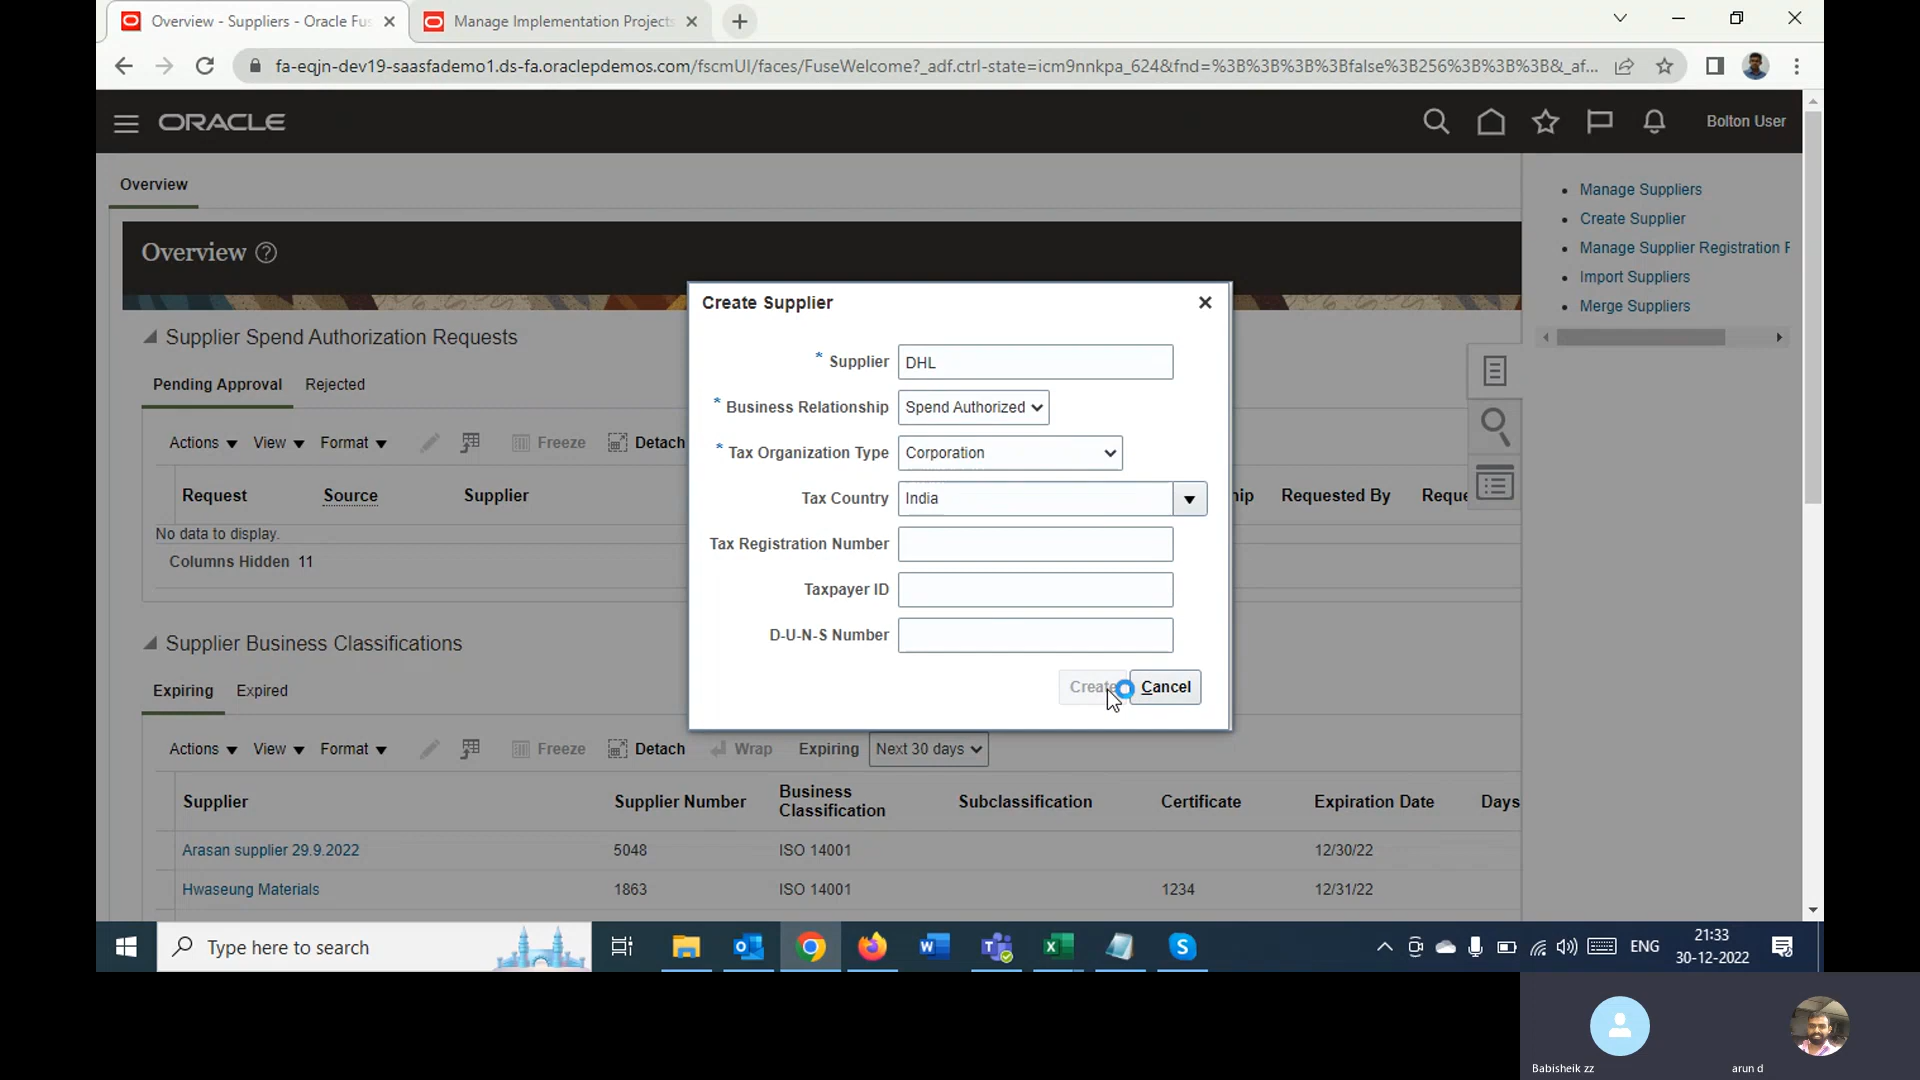 Overview - Suppliers - Oracle Fus
Manage Implementation Projects
fa-eqjn-dev19-saasfademo1.ds-fa.oraclepdemos.com/fscmUI/faces/FuseWelcome?_adf.ctrl-state=icm9nnkpa_624&fnd=%3B%3B%3B%3Bfalse%3B256%3B%3B%3B&_af...
ORACLE
Bolton User
Overview
Manage Suppliers
Create Supplier
Manage Supplier Registration R
Import Suppliers
Merge Suppliers
Overview ?
Supplier Spend Authorization Requests
Pending Approval Rejected
Actions View Format Freeze Detach
Request Source Supplier ip Requested By Reque
No data to display.
Columns Hidden 11
Create Supplier
* Supplier DHL
* Business Relationship Spend Authorized
* Tax Organization Type Corporation
Tax Country India
Tax Registration Number
Taxpayer ID
D-U-N-S Number
Create Cancel
Supplier Business Classifications
Expiring Expired
Actions View Format Freeze Detach Wrap Expiring Next 30 days
Supplier Supplier Number Business Classification Subclassification Certificate Expiration Date Days
Arasan supplier 29.9.2022 5048 ISO 14001 12/30/22
Hwaseung Materials 1863 ISO 14001 1234 12/31/22
Type here to search
ENG
21:33
30-12-2022
Babisheik zz
arun d